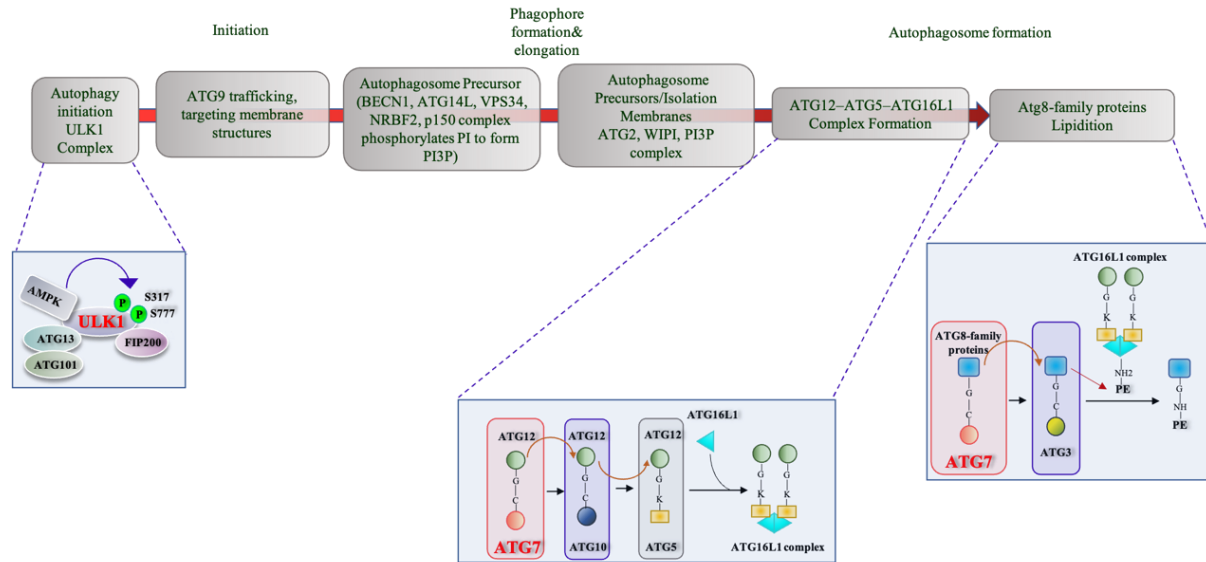 Initiation
Phagophore
formation&
elongation
Autophagosome formation
Autophagy
initiation
ULK1
Complex
ATG9 trafficking,
targeting membrane
structures
Autophagosome Precursor
(BECN1, ATG14L, VPS34,
NRBF2, p150 complex
phosphorylates PI to form
PI3P)
Autophagosome
Precursors/Isolation
Membranes
ATG2, WIPI, PI3P
complex
ATG12–ATG5–ATG16L1
Complex Formation
Atg8-family proteins
Lipidition
AMPK
P
S317
P
S777
ULK1
ATG13
FIP200
ATG101
ATG12
G
C
ATG7
ATG12
G
C
ATG10
ATG12
G
K
ATG5
ATG16L1
G
K
G
K
ATG16L1 complex
ATG8-family
proteins
G
C
ATG7
G
C
ATG3
ATG16L1 complex
G
K
G
K
NH2
PE
G
NH
PE